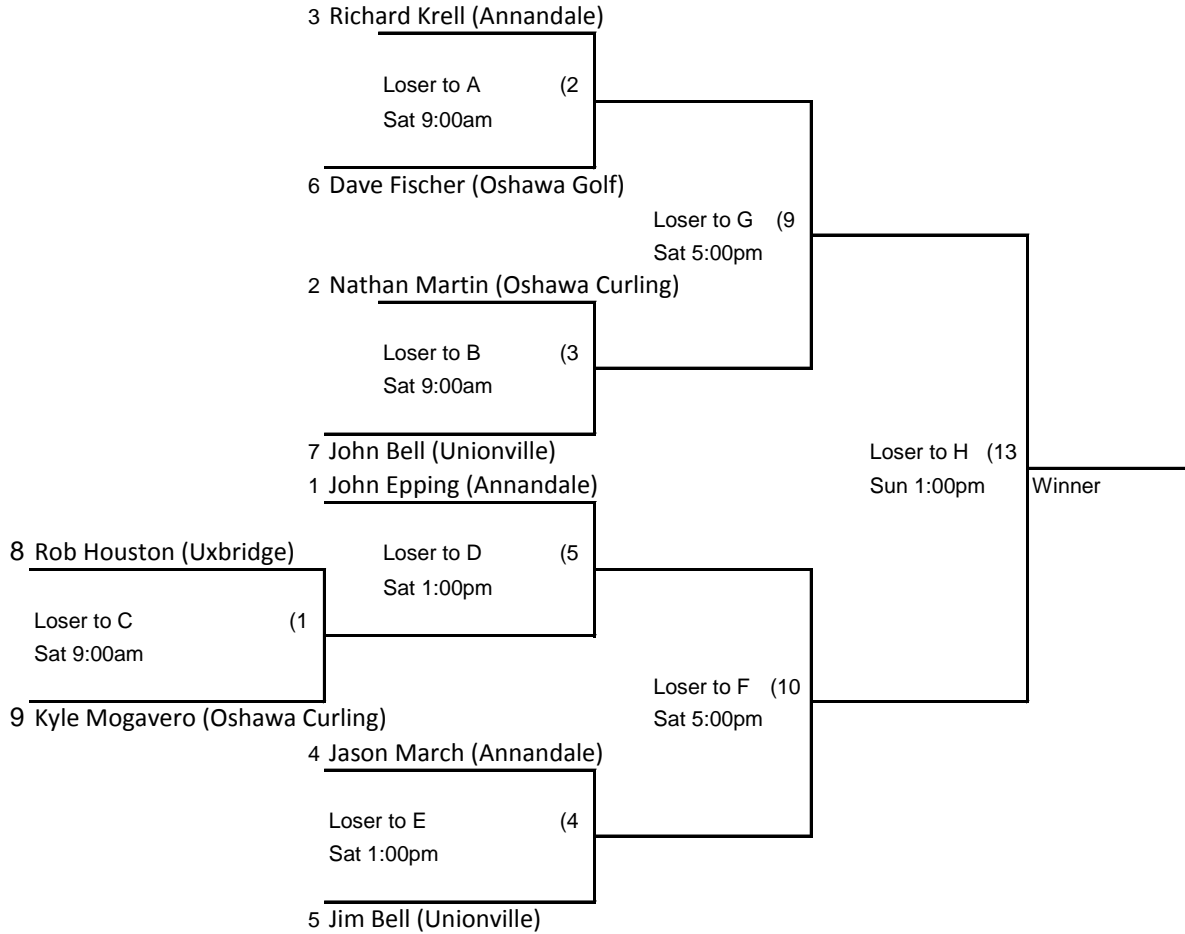 3 Richard Krell (Annandale)
Loser to A (2
Sat 9:00am
6 Dave Fischer (Oshawa Golf)
Loser to G (9
Sat 5:00pm
2 Nathan Martin (Oshawa Curling)
Loser to B (3
Sat 9:00am
7 John Bell (Unionville)
Loser to H (13
Sun 1:00pm
Winner
1 John Epping (Annandale)
8 Rob Houston (Uxbridge)
Loser to D (5
Sat 1:00pm
Loser to C (1
Sat 9:00am
Loser to F (10
Sat 5:00pm
9 Kyle Mogavero (Oshawa Curling)
4 Jason March (Annandale)
Loser to E (4
Sat 1:00pm
5 Jim Bell (Unionville)